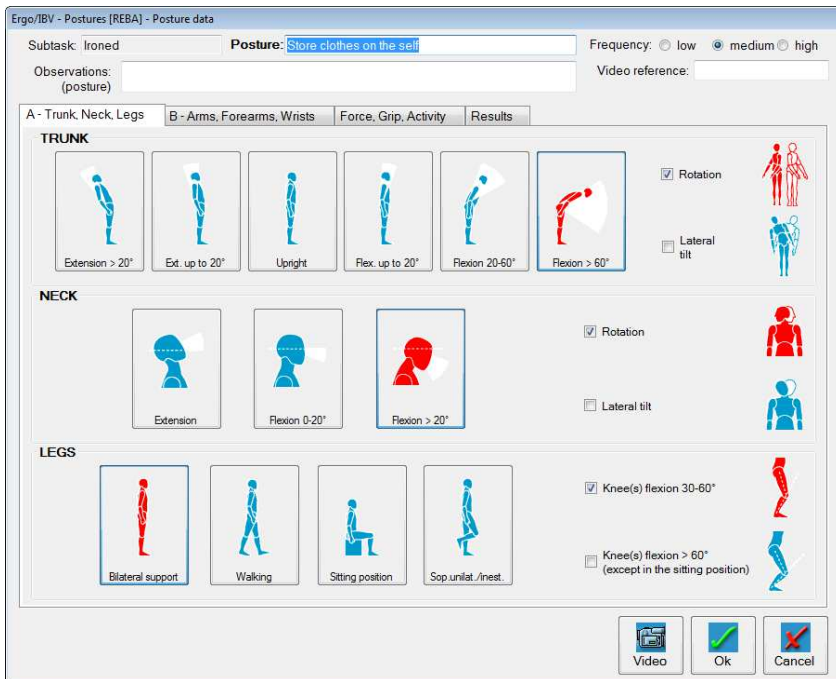 Ergo/IBV - Postures [REBA] - Posture data
Subtask: Ironed Posture: Store clothes on the self Frequency: low medium high
Observations: (posture) Video reference:
A - Trunk, Neck, Legs B - Arms, Forearms, Wrists Force, Grip, Activity Results
TRUNK
Rotation
Lateral tilt
Extension > 20° Ext. up to 20° Upright Flex. up to 20° Flexion 20-60° Flexion > 60°
NECK
Rotation
Lateral tilt
Extension Flexion 0-20° Flexion > 20°
LEGS
Knee(s) flexion 30-60°
Knee(s) flexion > 60°
(except in the sitting position)
Bilateral support Walking Sitting position Sop.unilat./inest.
Video Ok Cancel